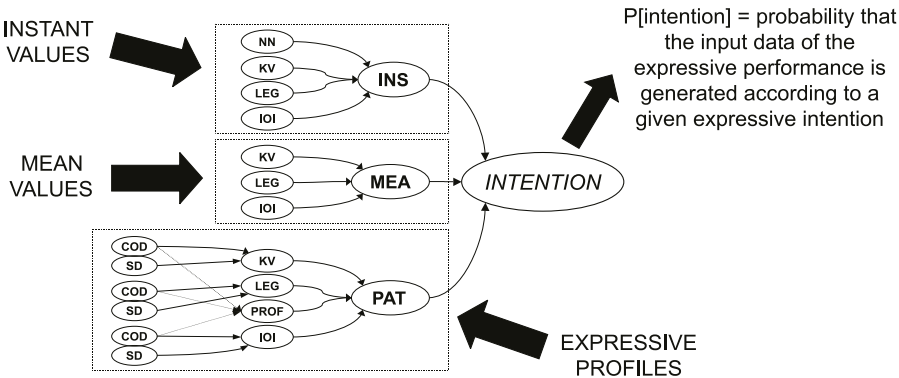 INSTANT
VALUES
NN
KV
LEG
IOI
INS
P[intention] = probability that
the input data of the
expressive performance is
generated according to a
given expressive intention
MEAN
VALUES
KV
LEG
IOI
MEA
INTENTION
COD
SD
COD
SD
COD
SD
KV
LEG
PROF
IOI
PAT
EXPRESSIVE
PROFILES